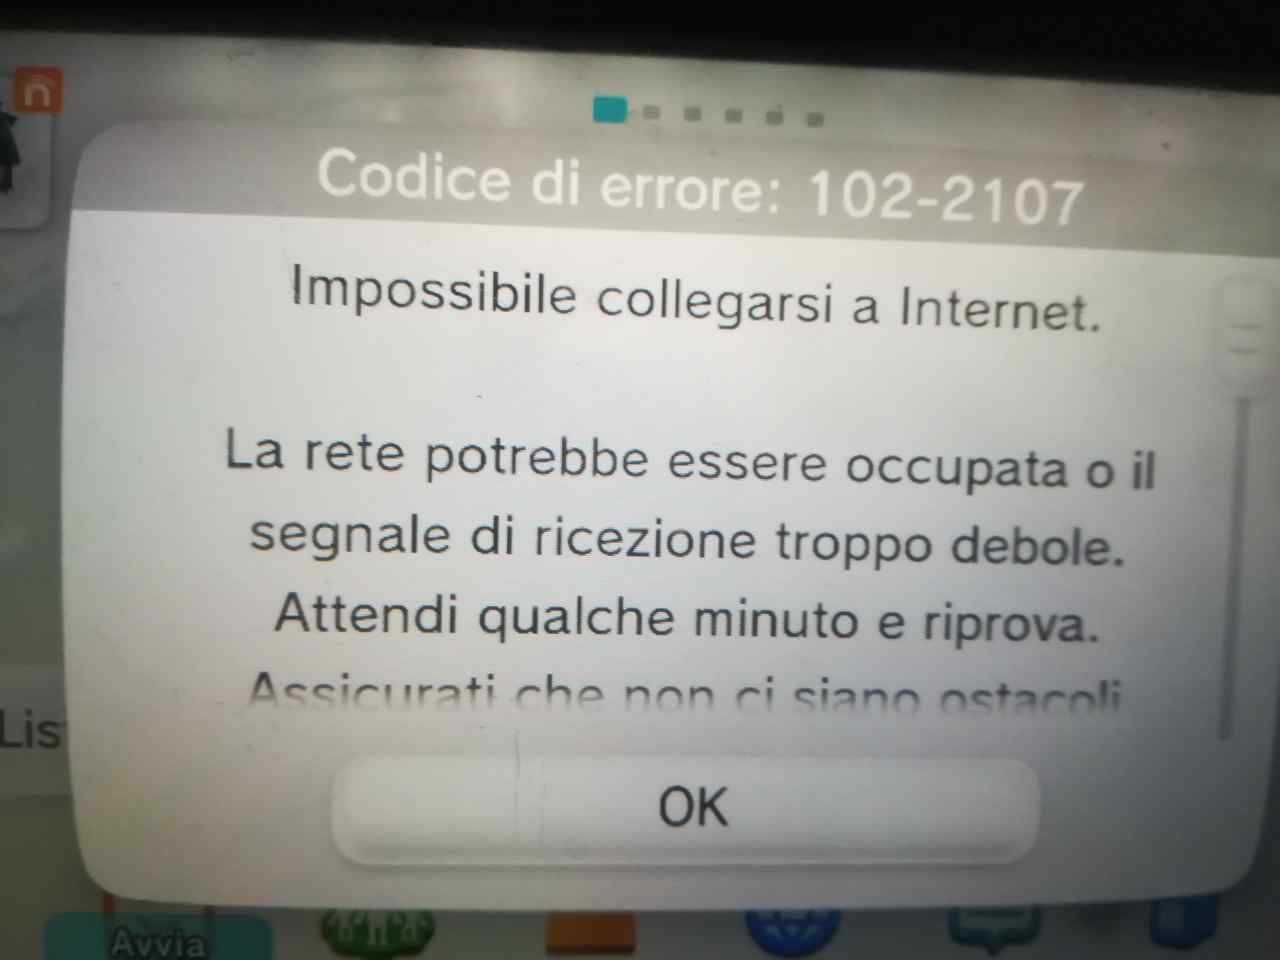 Codice di errore: 102-2107
Impossibile collegarsi a Internet.
La rete potrebbe essere occupata o il
segnale di ricezione troppo debole.
Attendi qualche minuto e riprova.
Assicurati che non ci siano ostacoli
Lis
OK
Avvia